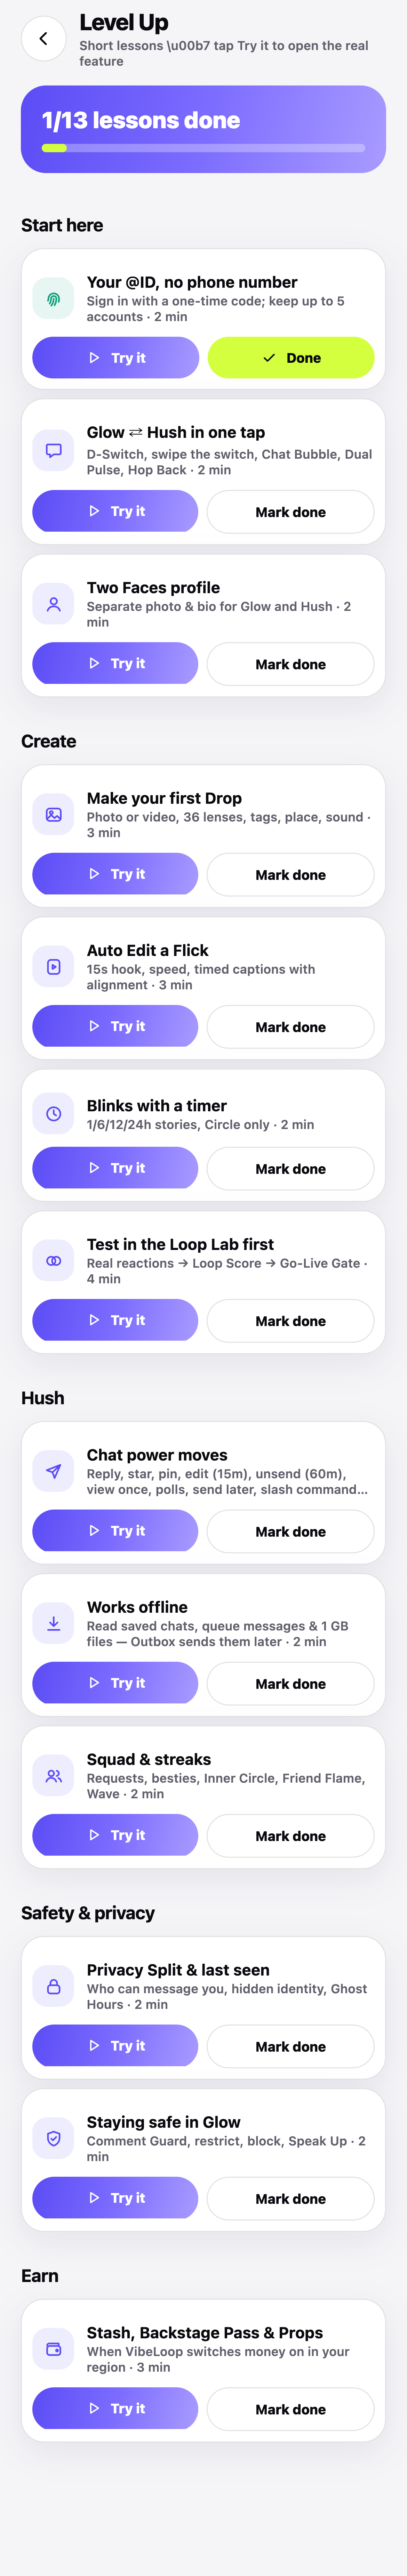 Level Up
Short lessons \u00b7 tap Try it to open the real
feature
1/13 lessons done
Start here
Your @ID, no phone number
Sign in with a one-time code; keep up to 5
accounts · 2 min
Try it
Done
Glow ⇄ Hush in one tap
D-Switch, swipe the switch, Chat Bubble, Dual
Pulse, Hop Back · 2 min
Try it
Mark done
Two Faces profile
Separate photo & bio for Glow and Hush · 2
min
Try it
Mark done
Create
Make your first Drop
Photo or video, 36 lenses, tags, place, sound ·
3 min
Try it
Mark done
Auto Edit a Flick
15s hook, speed, timed captions with
alignment · 3 min
Try it
Mark done
Blinks with a timer
1/6/12/24h stories, Circle only · 2 min
Try it
Mark done
Test in the Loop Lab first
Real reactions → Loop Score → Go-Live Gate ·
4 min
Try it
Mark done
Hush
Chat power moves
Reply, star, pin, edit (15m), unsend (60m),
view once, polls, send later, slash command...
Try it
Mark done
Works offline
Read saved chats, queue messages & 1 GB
files — Outbox sends them later · 2 min
Try it
Mark done
Squad & streaks
Requests, besties, Inner Circle, Friend Flame,
Wave · 2 min
Try it
Mark done
Safety & privacy
Privacy Split & last seen
Who can message you, hidden identity, Ghost
Hours · 2 min
Try it
Mark done
Staying safe in Glow
Comment Guard, restrict, block, Speak Up · 2
min
Try it
Mark done
Earn
Stash, Backstage Pass & Props
When VibeLoop switches money on in your
region · 3 min
Try it
Mark done